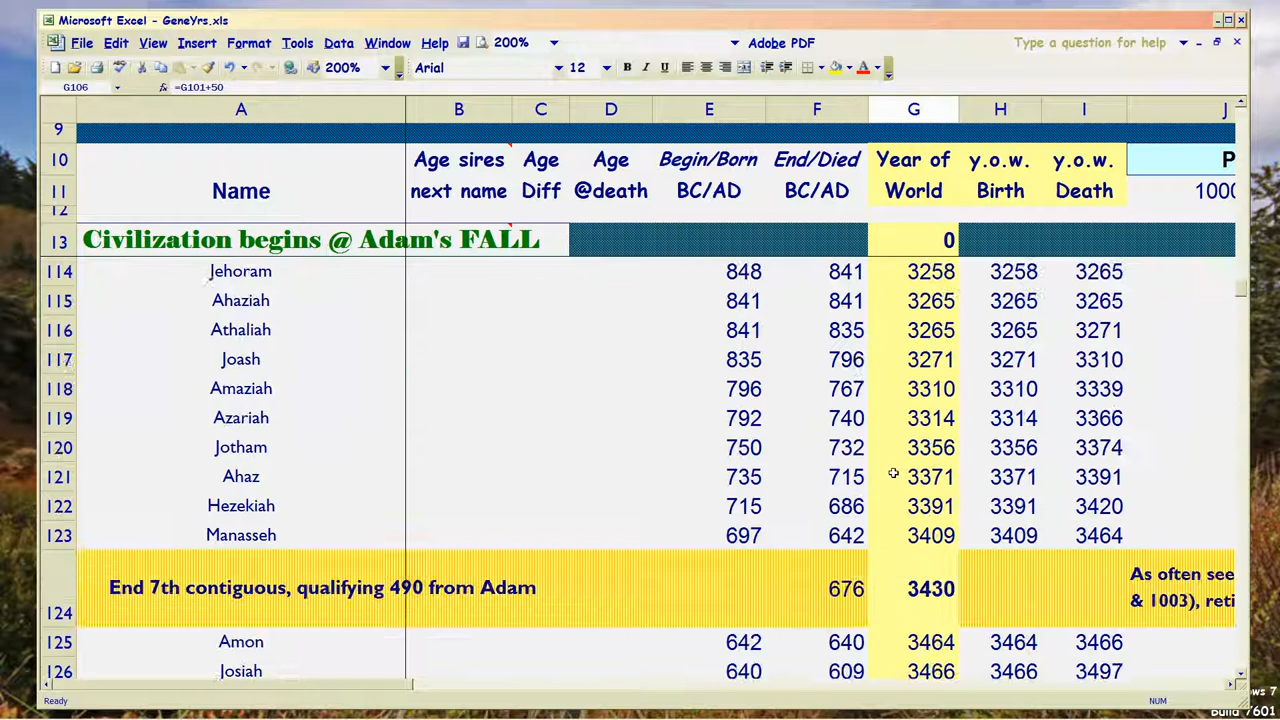 Microsoft Excel - GeneYrs.xls
File Edit View Insert Format Tools Data Window Help 200% Adobe PDF Type a question for help
200% Arial 12 B I U A
G106 fx =G101+50
A B C D E F G H I J
9
10 Age sires Age Age Begin/Born End/Died Year of y.o.w. y.o.w. P
11 Name next name Diff @death BC/AD BC/AD World Birth Death 1000
12
13 Civilization begins @ Adam's FALL 0
114 Jehoram 848 841 3258 3258 3265
115 Ahaziah 841 841 3265 3265 3265
116 Athaliah 841 835 3265 3265 3271
117 Joash 835 796 3271 3271 3310
118 Amaziah 796 767 3310 3310 3339
119 Azariah 792 740 3314 3314 3366
120 Jotham 750 732 3356 3356 3374
121 Ahaz 735 715 3371 3371 3391
122 Hezekiah 715 686 3391 3391 3420
123 Manasseh 697 642 3409 3409 3464
As often see
End 7th contiguous, qualifying 490 from Adam 676 3430
124 & 1003), reti
125 Amon 642 640 3464 3464 3466
126 Josiah 640 609 3466 3466 3497
Ready NUM
ws 7
Build 7601